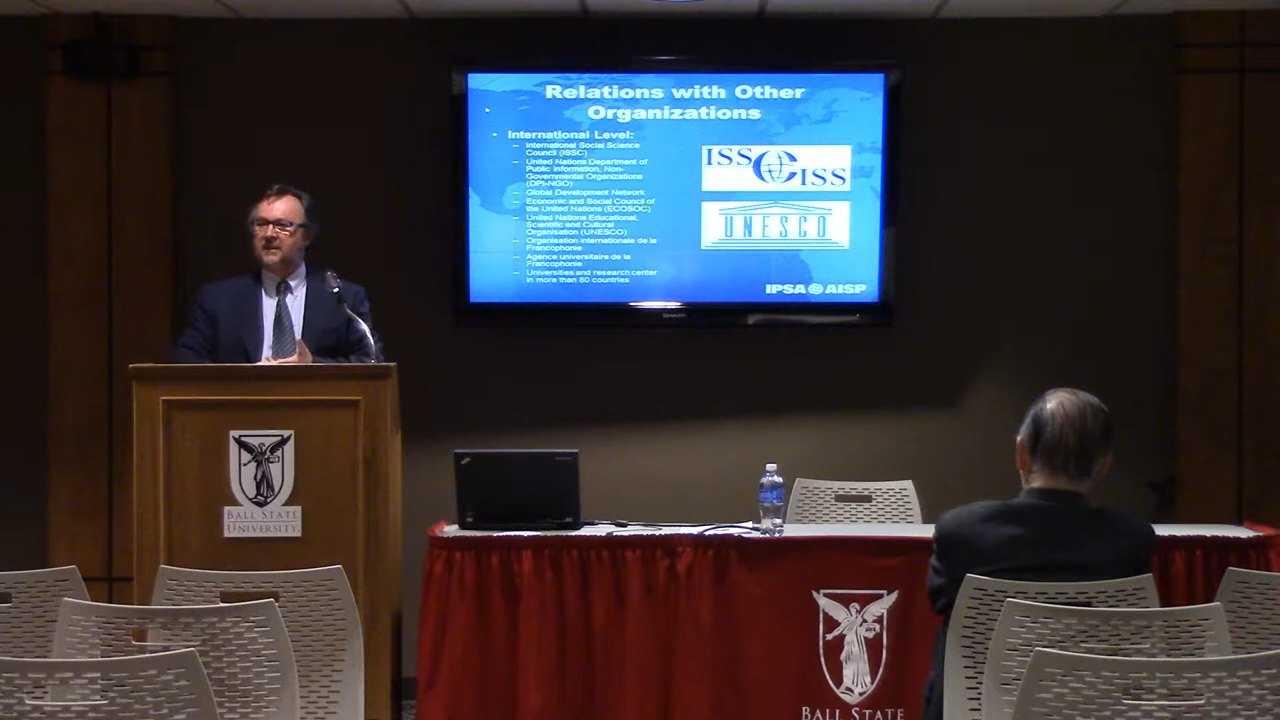 Relations with Other
Organizations
• International Level:
– International Social Science
Council (ISSC)
– United Nations Department of
Public information, Non-
Governmental Organizations
(DPI-NGO)
– Global Development Network
– Economic and Social Council of
the United Nations (ECOSOC)
– United Nations Educational,
Scientific and Cultural
Organisation (UNESCO)
– Organisation internationale de la
Francophonie
– Agence universitaire de la
Francophonie
– Universities and research center
in more than 60 countries
ISSC
CISS
UNESCO
IPSA AISP
SHARP
BALL STATE
UNIVERSITY.
BALL STATE